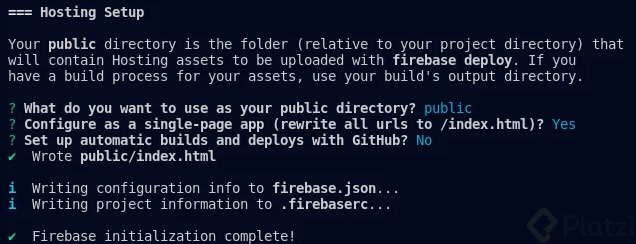 === Hosting Setup
Your public directory is the folder (relative to your project directory) that
will contain Hosting assets to be uploaded with firebase deploy. If you
have a build process for your assets, use your build's output directory.
? What do you want to use as your public directory? public
? Configure as a single-page app (rewrite all urls to /index.html)? Yes
? Set up automatic builds and deploys with GitHub? No
✔ Wrote public/index.html
i Writing configuration info to firebase.json...
i Writing project information to .firebaserc...
✔ Firebase initialization complete!
Platzi